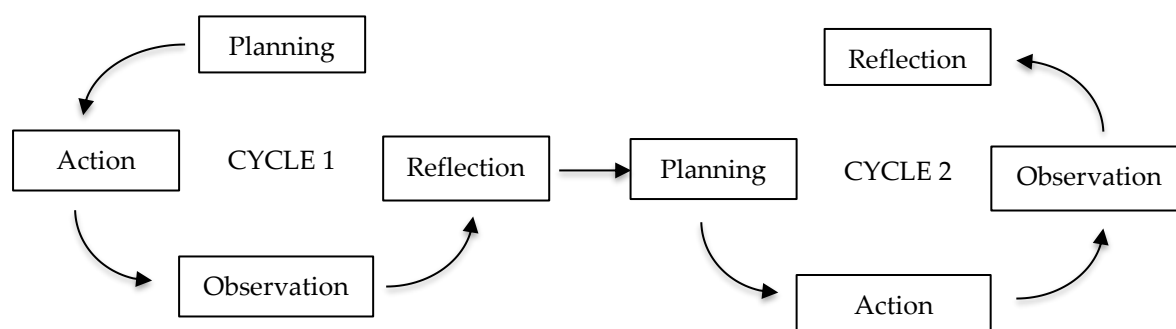 Planning
Action
CYCLE 1
Observation
Reflection
Planning
CYCLE 2
Action
Observation
Reflection